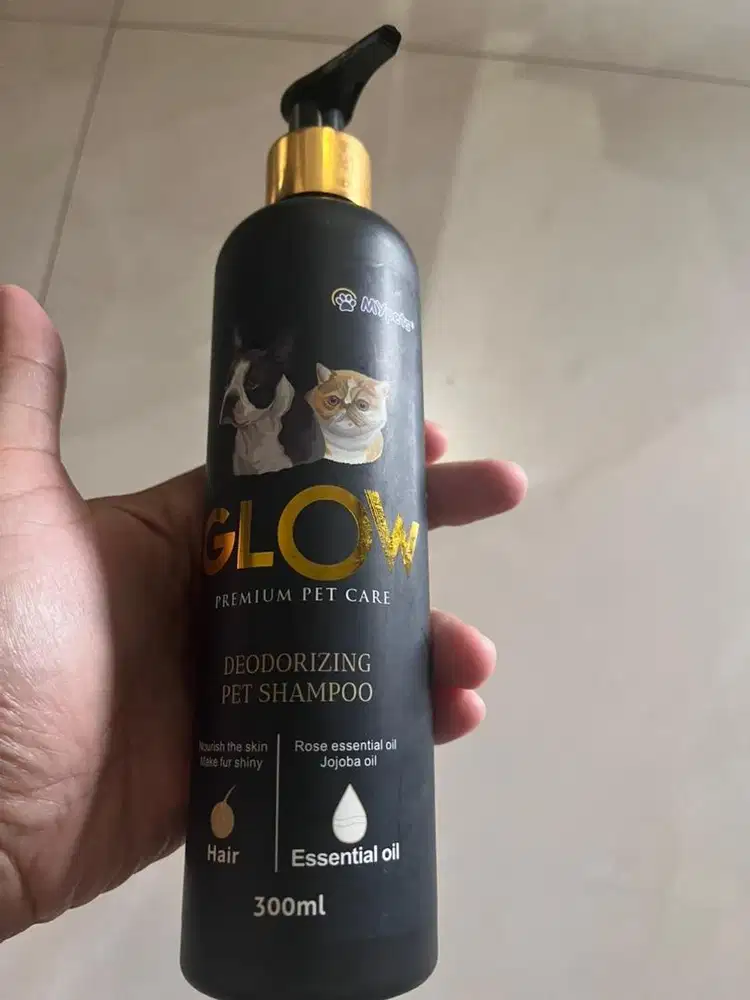 MYpets
GLOW
PREMIUM PET CARE
DEODORIZING
PET SHAMPOO
Nourish the skin
Make fur shiny
Hair
Rose essential oil
Jojoba oil
Essential oil
300ml